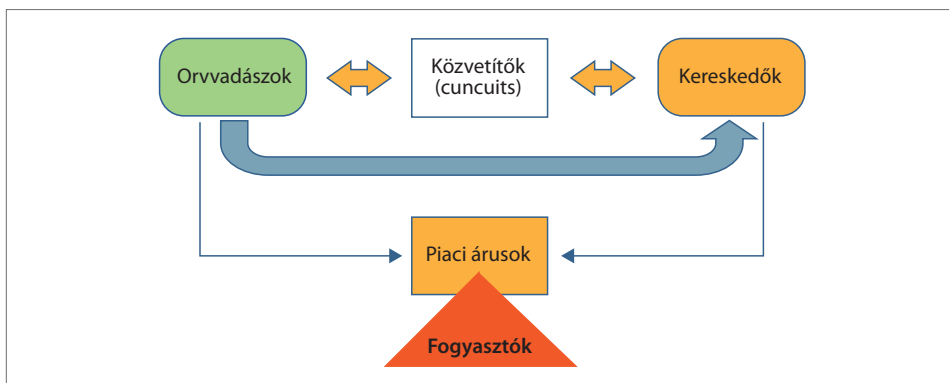 Orvvadászok
Közvetítők
(cuncuits)
Kereskedők
Piaci árusok
Fogyasztók